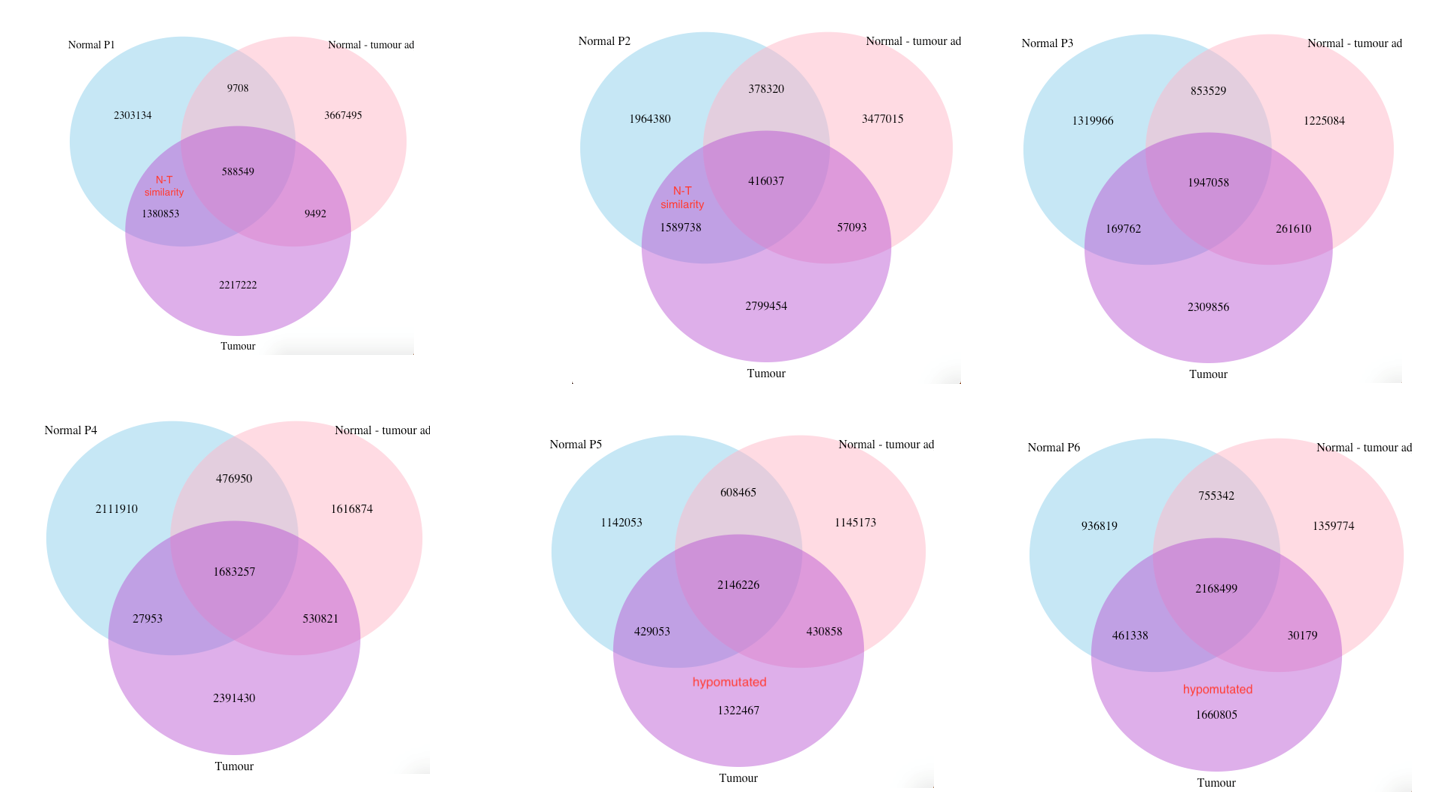 Normal P1
Normal - tumour ad
9708
2303134
3667495
588549
N-T
similarity
1380853
9492
2217222
Tumour
Normal P2
Normal - tumour ad
378320
1964380
3477015
416037
N-T
similarity
1589738
57093
2799454
Tumour
Normal P3
Normal - tumour ad
853529
1319966
1225084
1947058
169762
261610
2309856
Tumour
Normal P4
Normal - tumour ad
476950
2111910
1616874
1683257
27953
530821
2391430
Tumour
Normal P5
Normal - tumour ad
608465
1142053
1145173
2146226
429053
430858
hypomutated
1322467
Tumour
Normal P6
Normal - tumour ad
755342
936819
1359774
2168499
461338
30179
hypomutated
1660805
Tumour